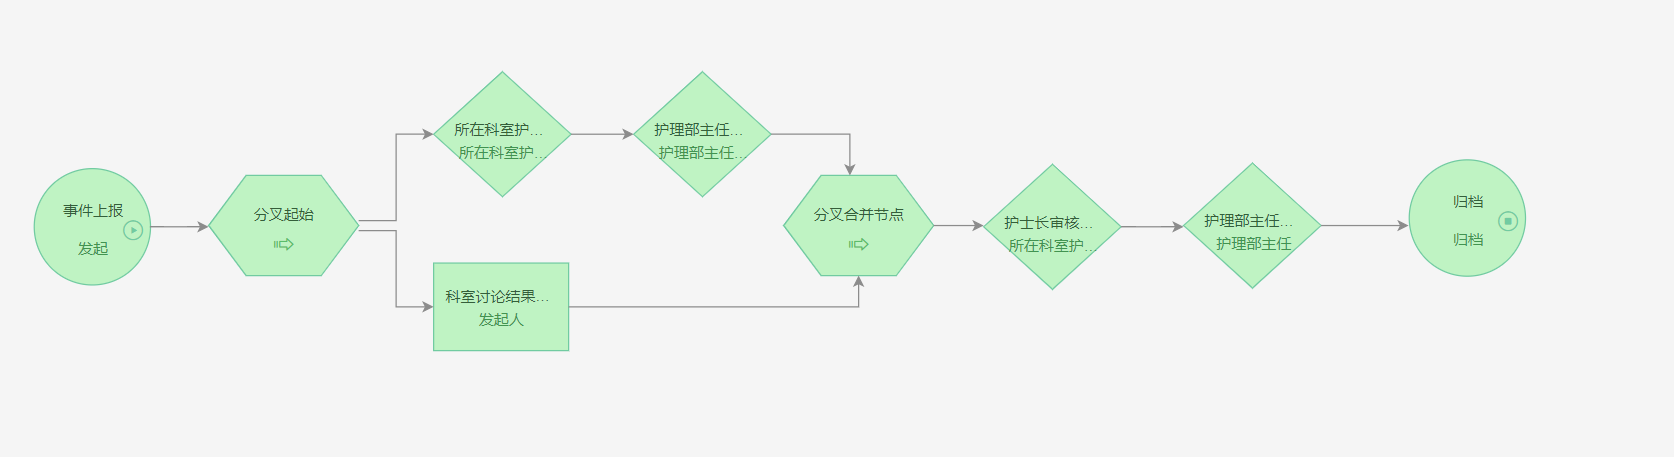 事件上报
发起
分叉起始
所在科室护...
所在科室护...
护理部主任...
护理部主任...
科室讨论结果...
发起人
分叉合并节点
护士长审核...
所在科室护...
护理部主任...
护理部主任
归档
归档